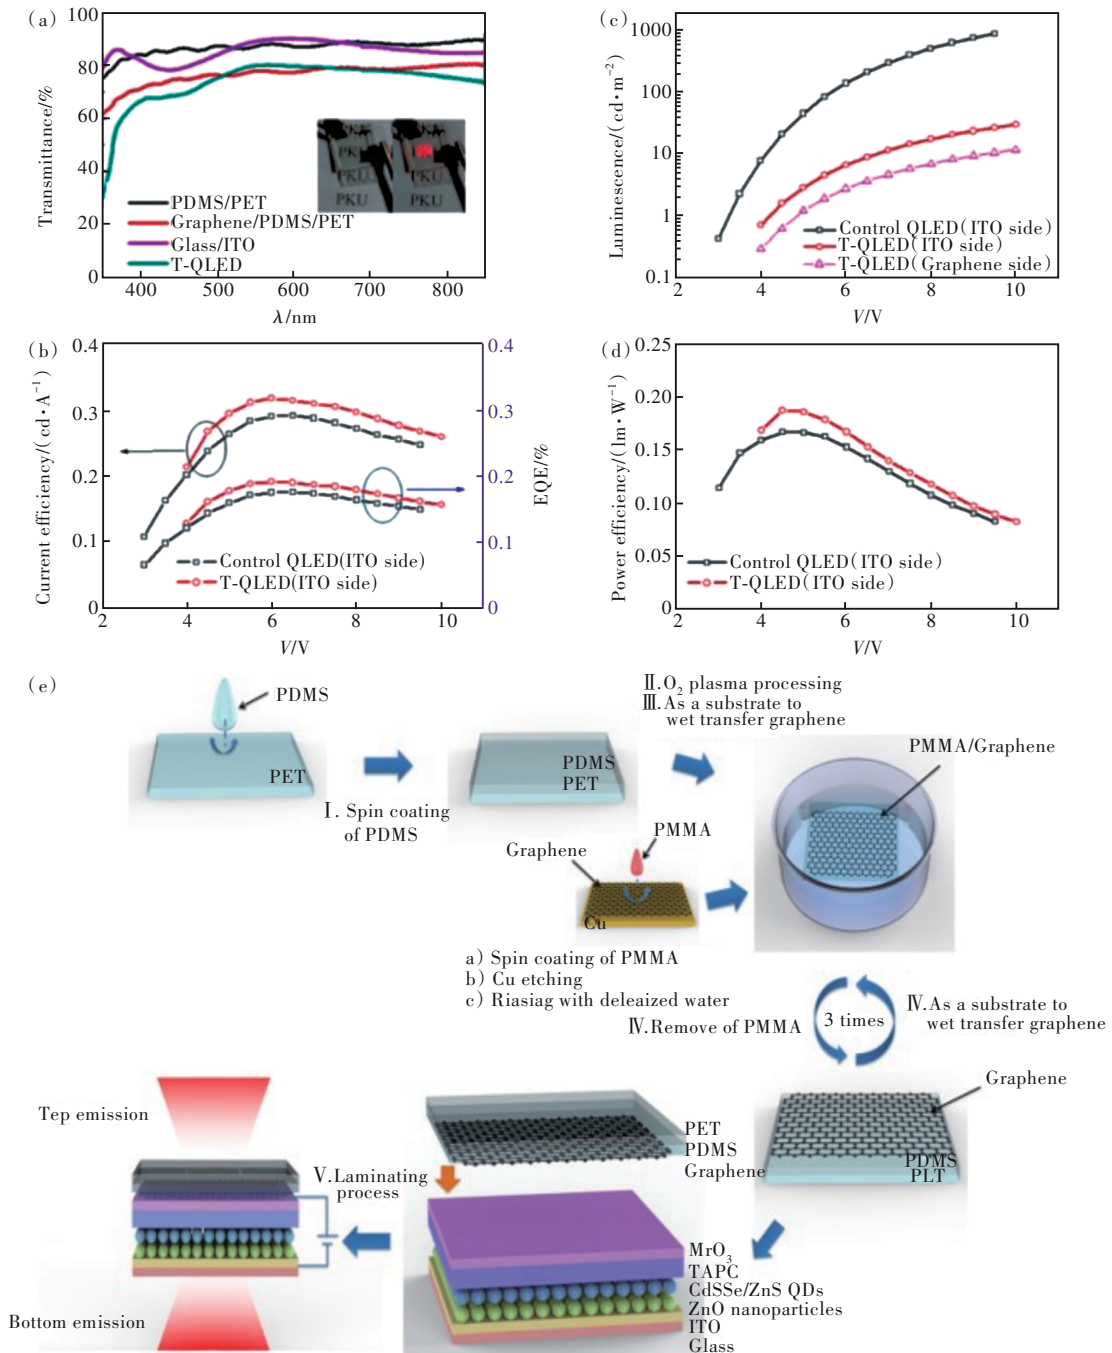 (a)
100
80
60
40
20
0
Transmittance/%
PKU
PKU
PKU
PKU
PKU
PDMS/PET
Graphene/PDMS/PET
Glass/ITO
T-QLED
400
500
600
700
800
λ/nm
(c)
1000
100
10
1
0.1
Luminescence/(cd·m⁻²)
Control QLED(ITO side)
T-QLED(ITO side)
T-QLED(Graphene side)
2
4
6
8
10
V/V
(b)
0.4
0.3
0.2
0.1
0
Current efficiency/(cd·A⁻¹)
0.4
0.3
0.2
0.1
0
EQE/%
Control QLED(ITO side)
T-QLED(ITO side)
2
4
6
8
10
V/V
(d)
0.25
0.20
0.15
0.10
0.05
0
Power efficiency/(lm·W⁻¹)
Control QLED(ITO side)
T-QLED(ITO side)
2
4
6
8
10
V/V
(e)
PDMS
PET
Ⅰ. Spin coating
of PDMS
PDMS
PET
Ⅱ.O₂ plasma processing
Ⅲ.As a substrate to
wet transfer graphene
PMMA/Graphene
Graphene
PMMA
Cu
a) Spin coating of PMMA
b) Cu etching
c) Riasiag with deleaized water
Ⅳ.Remove of PMMA
3 times
Ⅳ.As a substrate to
wet transfer graphene
Graphene
PDMS
PLT
PET
PDMS
Graphene
Ⅴ.Laminating
process
MrO₃
TAPC
CdSSe/ZnS QDs
ZnO nanoparticles
ITO
Glass
Tep emission
Bottom emission